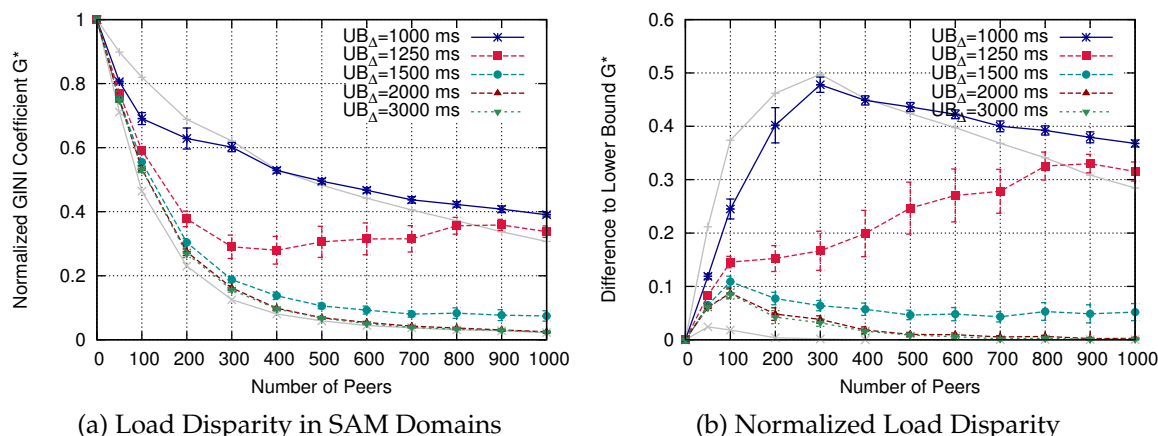 Normalized GINI Coefficient G*
1
0.8
0.6
0.4
0.2
0
0 100 200 300 400 500 600 700 800 900 1000
Number of Peers
UBΔ=1000 ms
UBΔ=1250 ms
UBΔ=1500 ms
UBΔ=2000 ms
UBΔ=3000 ms
(a) Load Disparity in SAM Domains
Difference to Lower Bound G*
0.6
0.5
0.4
0.3
0.2
0.1
0
0 100 200 300 400 500 600 700 800 900 1000
Number of Peers
UBΔ=1000 ms
UBΔ=1250 ms
UBΔ=1500 ms
UBΔ=2000 ms
UBΔ=3000 ms
(b) Normalized Load Disparity